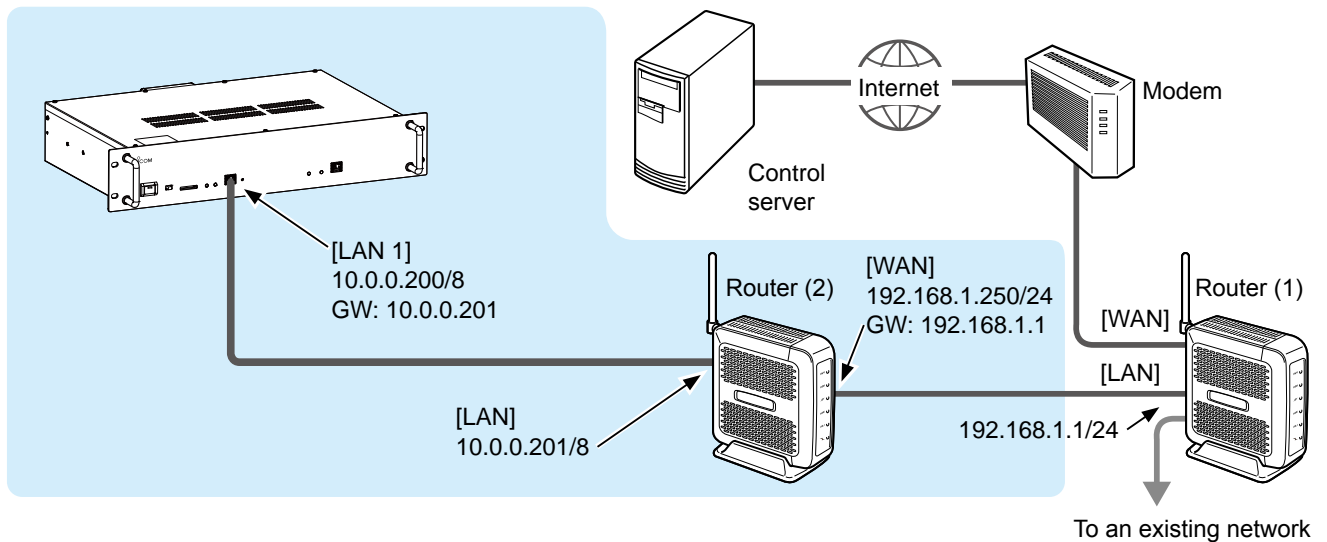 ICOM
[LAN 1]
10.0.0.200/8
GW: 10.0.0.201
Control
server
Internet
Modem
Router (2)
[WAN]
192.168.1.250/24
GW: 192.168.1.1
Router (1)
[WAN]
[LAN]
192.168.1.1/24
[LAN]
10.0.0.201/8
To an existing network